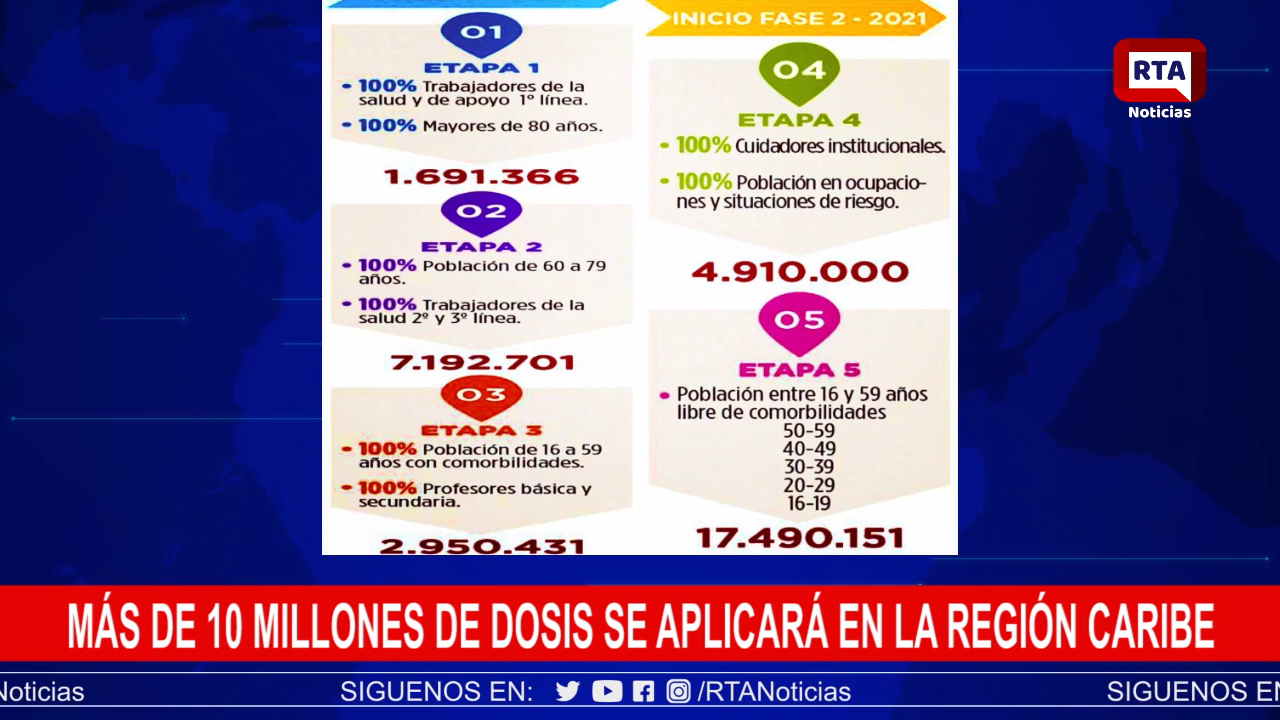 01
ETAPA 1
• 100% Trabajadores de la
salud y de apoyo 1º línea.
• 100% Mayores de 80 años.
1.691.366
02
ETAPA 2
• 100% Población de 60 a 79
años.
• 100% Trabajadores de la
salud 2º y 3º línea.
7.192.701
03
ETAPA 3
• 100% Población de 16 a 59
años con comorbilidades.
• 100% Profesores básica y
secundaria.
2.950.431
INICIO FASE 2 - 2021
04
ETAPA 4
• 100% Cuidadores institucionales.
• 100% Población en ocupacio-
nes y situaciones de riesgo.
4.910.000
05
ETAPA 5
• Población entre 16 y 59 años
libre de comorbilidades
50-59
40-49
30-39
20-29
16-19
17.490.151
RTA
Noticias
MÁS DE 10 MILLONES DE DOSIS SE APLICARÁ EN LA REGIÓN CARIBE
Noticias SIGUENOS EN: /RTANoticias SIGUENOS EN